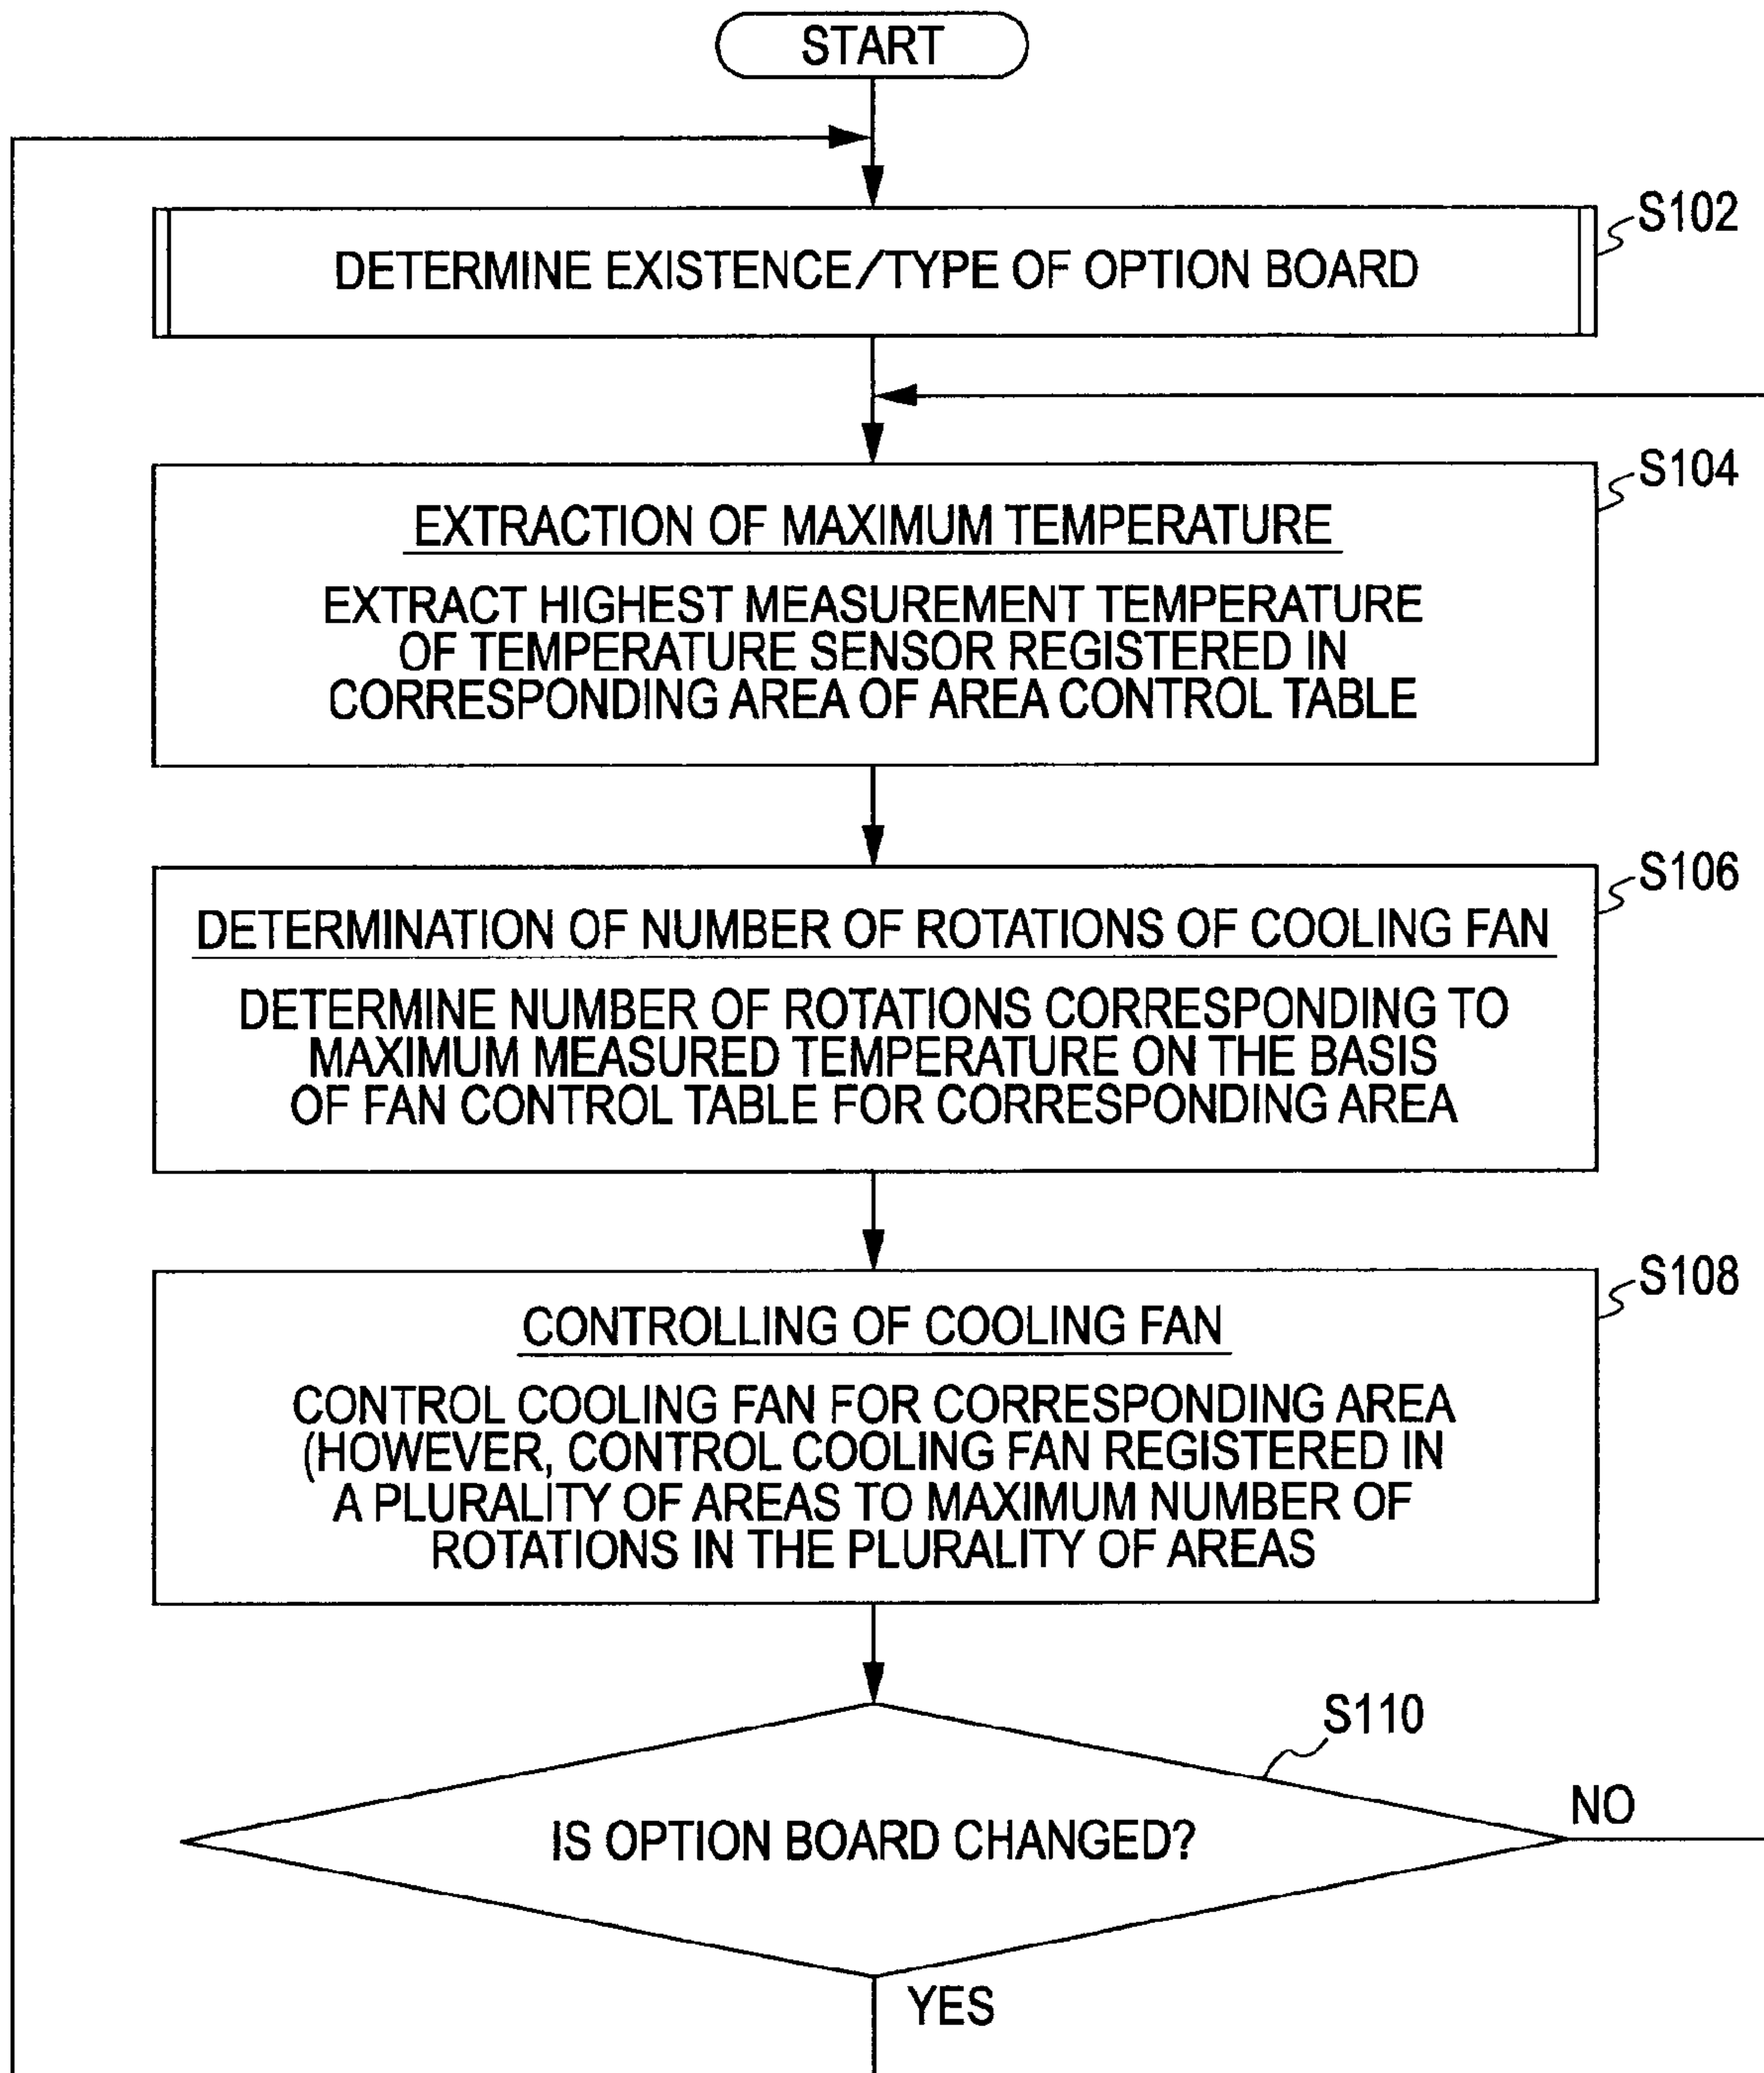 START
S102
DETERMINE EXISTENCE/TYPE OF OPTION BOARD
S104
EXTRACTION OF MAXIMUM TEMPERATURE
EXTRACT HIGHEST MEASUREMENT TEMPERATURE
OF TEMPERATURE SENSOR REGISTERED IN
CORRESPONDING AREA OF AREA CONTROL TABLE
S106
DETERMINATION OF NUMBER OF ROTATIONS OF COOLING FAN
DETERMINE NUMBER OF ROTATIONS CORRESPONDING TO
MAXIMUM MEASURED TEMPERATURE ON THE BASIS
OF FAN CONTROL TABLE FOR CORRESPONDING AREA
S108
CONTROLLING OF COOLING FAN
CONTROL COOLING FAN FOR CORRESPONDING AREA
(HOWEVER, CONTROL COOLING FAN REGISTERED IN
A PLURALITY OF AREAS TO MAXIMUM NUMBER OF
ROTATIONS IN THE PLURALITY OF AREAS
S110
IS OPTION BOARD CHANGED?
NO
YES